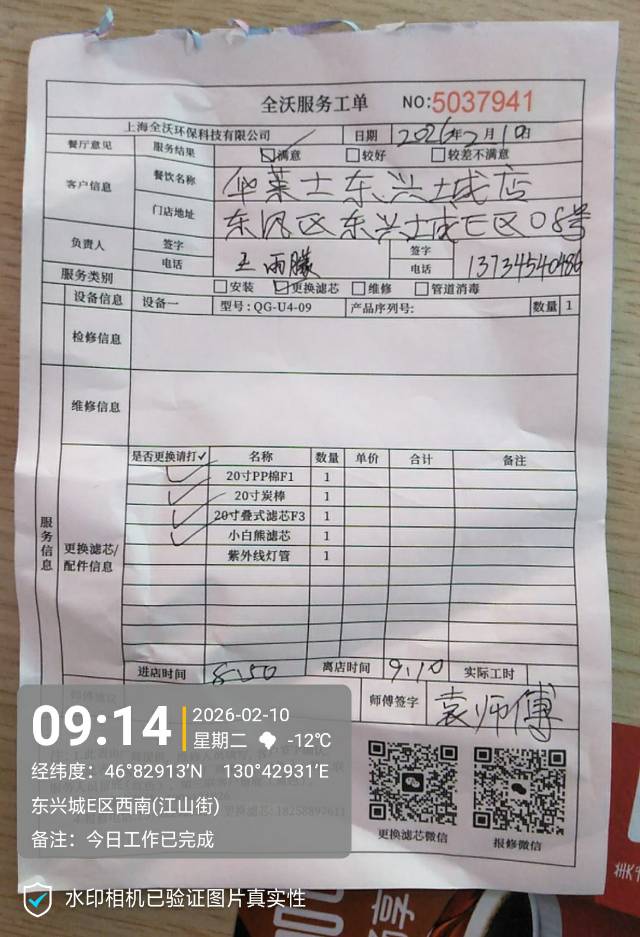 全沃服务工单 NO:5037941
上海全沃环保科技有限公司 日期 2026年2月10日
餐厅意见 服务结果 ☑满意 □较好 □较差不满意
客户信息 餐饮名称 华莱士东兴城店
门店地址 东风区东兴城E区08号
负责人 签字 签字
电话 王雨朦 电话 13734540486
服务类别 □安装 ☑更换滤芯 □维修 □管道消毒
设备信息 设备一 型号:QG-U4-09 产品序列号: 数量 1
检修信息
维修信息
服务信息
更换滤芯/配件信息
是否更换请打✓ 名称 数量 单价 合计 备注
✓ 20寸PP棉F1 1
✓ 20寸炭棒 1
✓ 20寸叠式滤芯F3 1
✓ 小白熊滤芯 1
紫外线灯管 1
进店时间 8:50 离店时间 9:10 实际工时
师傅签字 袁师傅
更换滤芯微信 报修微信
09:14 2026-02-10
星期二 -12℃
经纬度: 46°82913′N 130°42931′E
东兴城E区西南(江山街)
备注: 今日工作已完成
水印相机已验证图片真实性